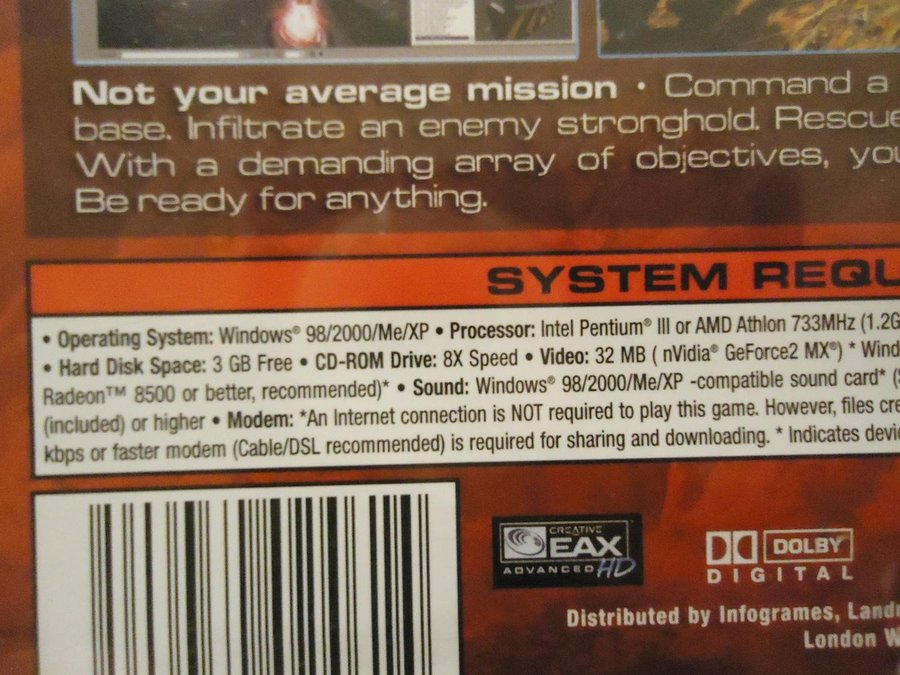 Not your average mission • Command a
base. Infiltrate an enemy stronghold. Rescue
With a demanding array of objectives, you
Be ready for anything.
SYSTEM REQU
• Operating System: Windows® 98/2000/Me/XP • Processor: Intel Pentium® III or AMD Athlon 733MHz (1.2G
• Hard Disk Space: 3 GB Free • CD-ROM Drive: 8X Speed • Video: 32 MB ( nVidia® GeForce2 MX®) * Wind
Radeon™ 8500 or better, recommended)* • Sound: Windows® 98/2000/Me/XP -compatible sound card* (S
(included) or higher • Modem: *An Internet connection is NOT required to play this game. However, files cre
kbps or faster modem (Cable/DSL recommended) is required for sharing and downloading. * Indicates devic
CREATIVE
EAX
ADVANCED HD
DOLBY
DIGITAL
Distributed by Infogrames, Land
London W